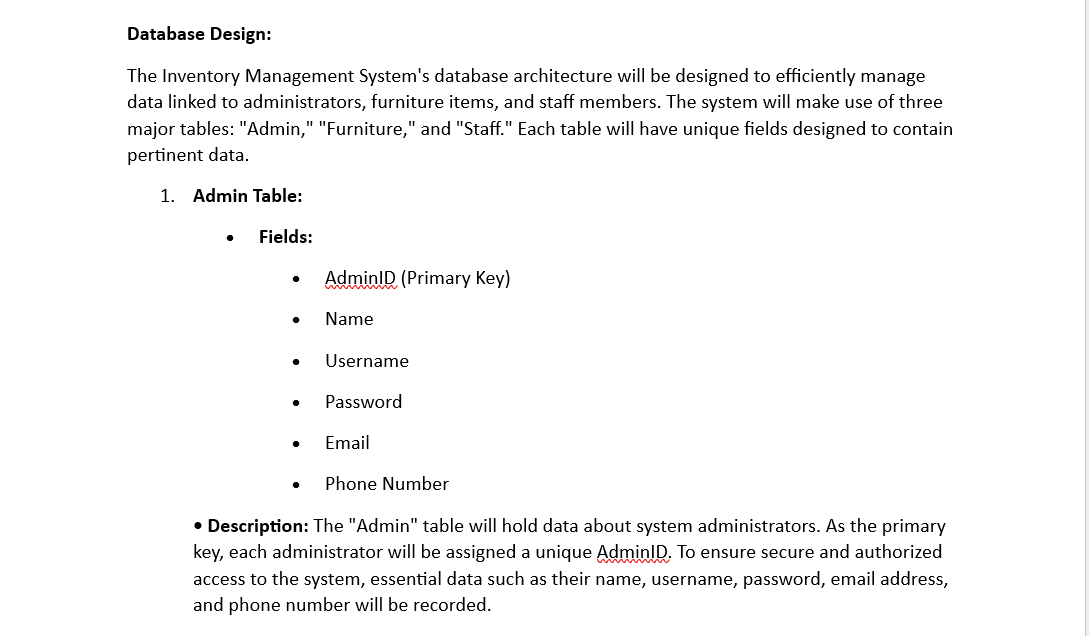 Database Design:
The Inventory Management System's database architecture will be designed to efficiently manage
data linked to administrators, furniture items, and staff members. The system will make use of three
major tables: "Admin," "Furniture," and "Staff." Each table will have unique fields designed to contain
pertinent data.
1. Admin Table:
• Fields:
• AdminID (Primary Key)
• Name
• Username
• Password
• Email
• Phone Number
• Description: The "Admin" table will hold data about system administrators. As the primary
key, each administrator will be assigned a unique AdminID. To ensure secure and authorized
access to the system, essential data such as their name, username, password, email address,
and phone number will be recorded.